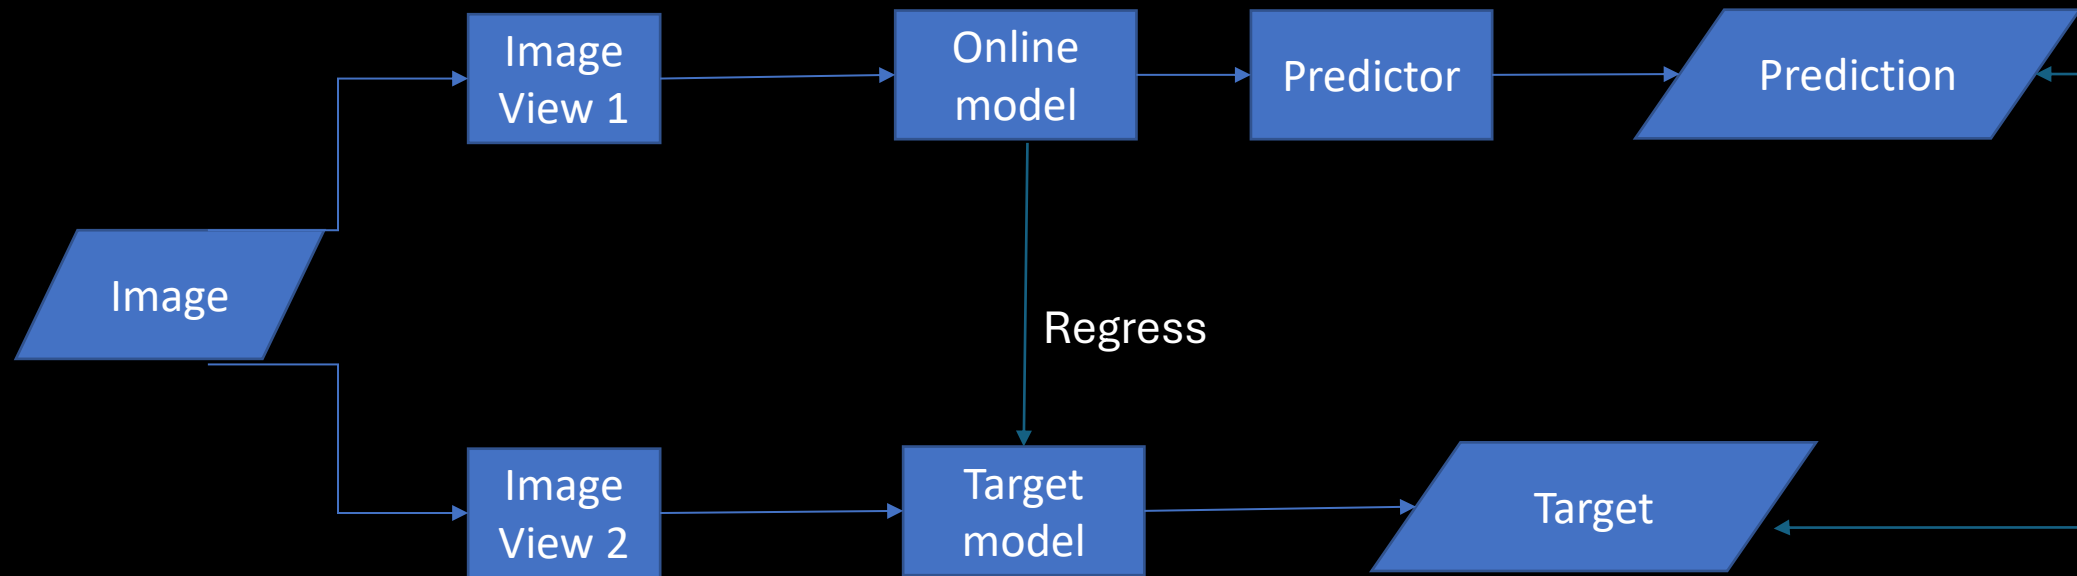 Image
View 1
Online
model
Predictor
Prediction
Image
Regress
Image
View 2
Target
model
Target